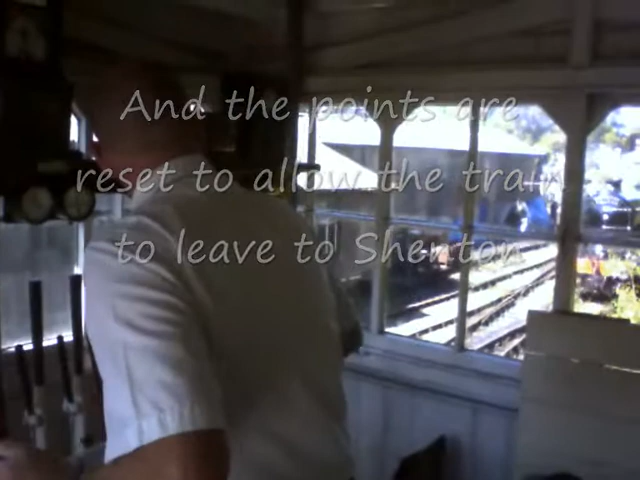 And the points are
reset to allow the train
to leave to Shenton